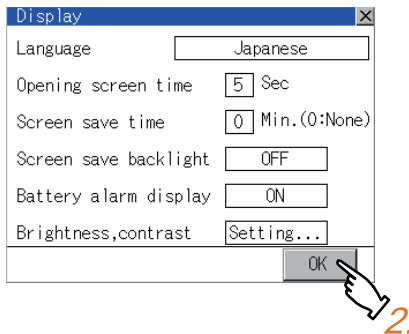 Display
Language Japanese
Opening screen time 5 Sec
Screen save time 0 Min.(0:None)
Screen save backlight OFF
Battery alarm display ON
Brightness,contrast Setting...
OK
2.